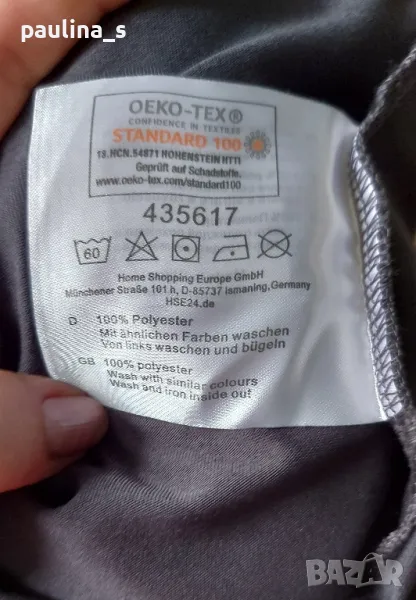 paulina_s
OEKO-TEX®
CONFIDENCE IN TEXTILES
STANDARD 100
18.HCN.54871 HOHENSTEIN HTTI
Geprüft auf Schadstoffe.
www.oeko-tex.com/standard100
435617
60
Home Shopping Europe GmbH
Münchener Straße 101 h, D-85737 Ismaning, Germany
HSE24.de
D 100% Polyester
Mit ähnlichen Farben waschen
Von links waschen und bügeln
GB 100% polyester
Wash with similar colours
Wash and iron inside out!
BAZAR
bg